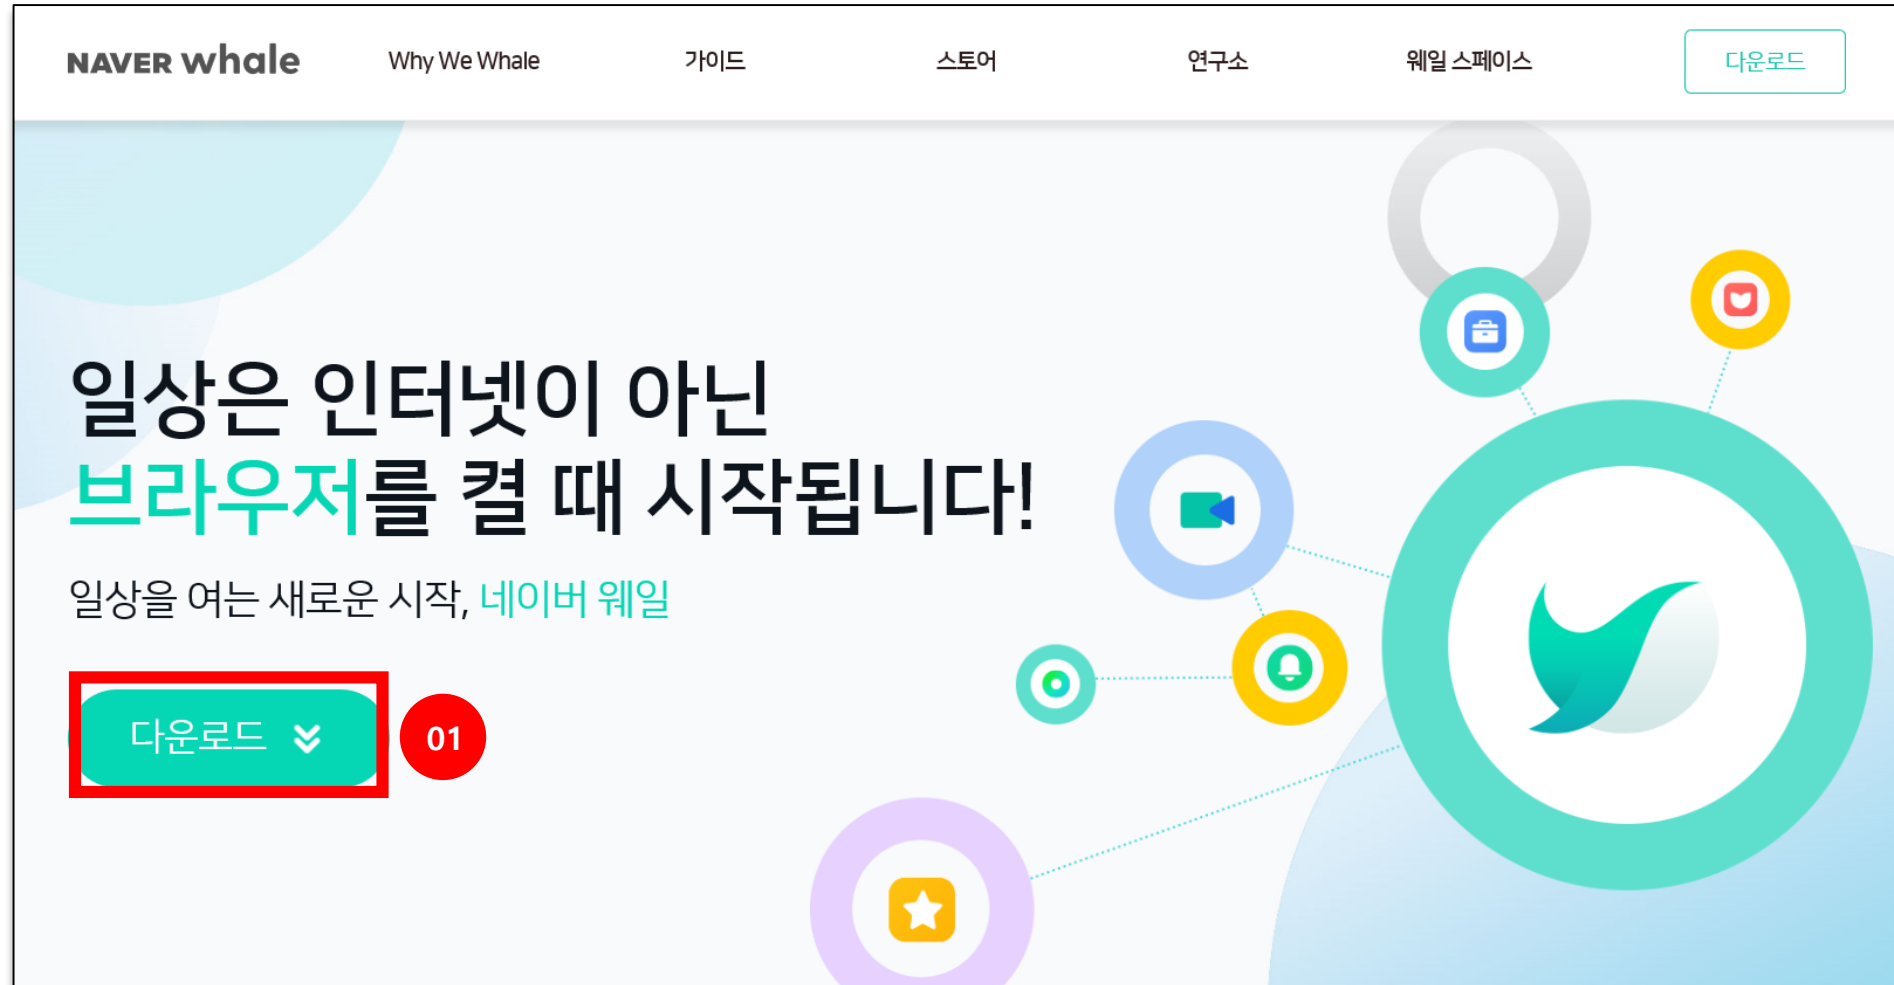 NAVER whale
Why We Whale
가이드
스토어
연구소
웨일 스페이스
다운로드
일상은 인터넷이 아닌
브라우저를 켤 때 시작됩니다!
일상을 여는 새로운 시작, 네이버 웨일
다운로드
01